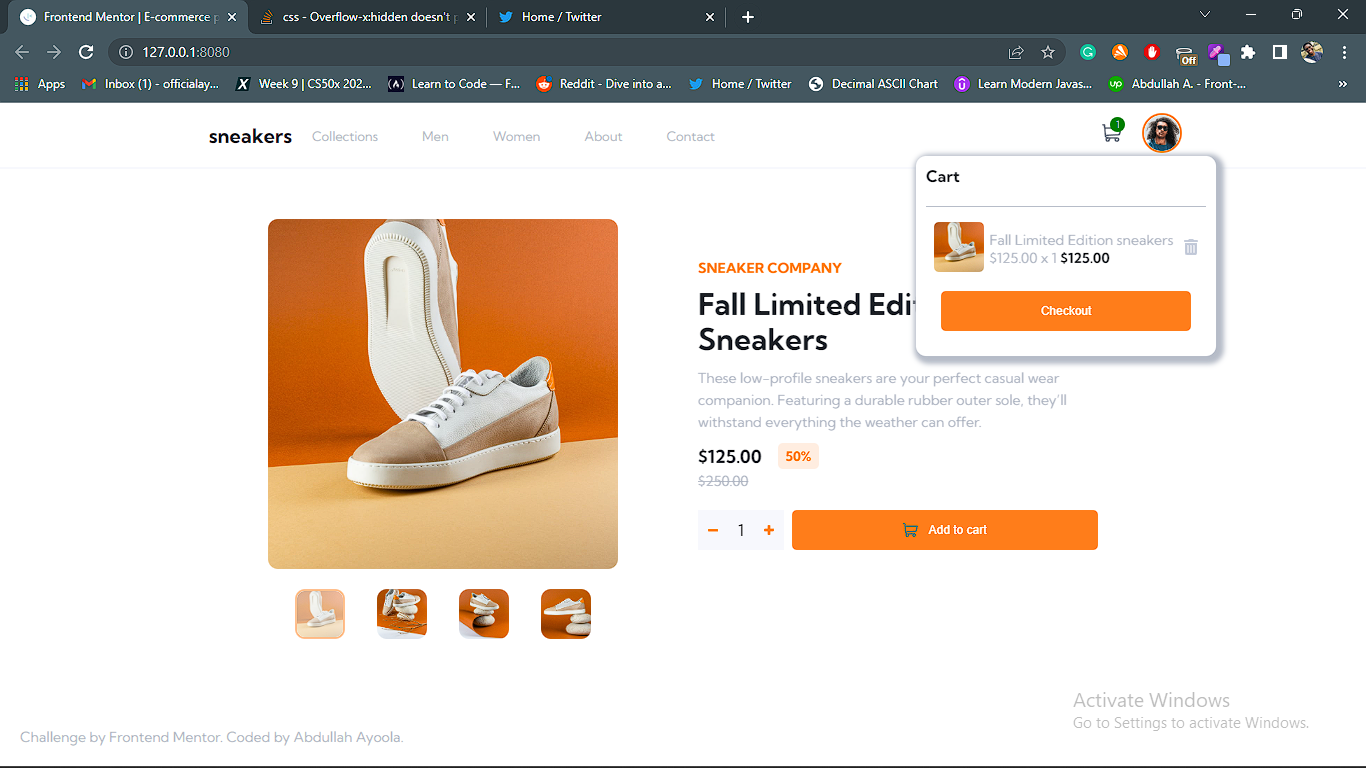 Frontend Mentor | E-commerce p
css - Overflow-x:hidden doesn't p
Home / Twitter
127.0.0.1:8080
Off
Apps
Inbox (1) - officialay...
X Week 9 | CS50x 202...
(A) Learn to Code — F...
Reddit - Dive into a...
Home / Twitter
Decimal ASCII Chart
Learn Modern Javas...
up Abdullah A. - Front-...
»
sneakers
Collections
Men
Women
About
Contact
1
Cart
Fall Limited Edition sneakers
$125.00 x 1 $125.00
Checkout
SNEAKER COMPANY
Fall Limited Edi
Sneakers
These low-profile sneakers are your perfect casual wear
companion. Featuring a durable rubber outer sole, they'll
withstand everything the weather can offer.
$125.00 50%
$250.00
1
Add to cart
Activate Windows
Go to Settings to activate Windows.
Challenge by Frontend Mentor. Coded by Abdullah Ayoola.